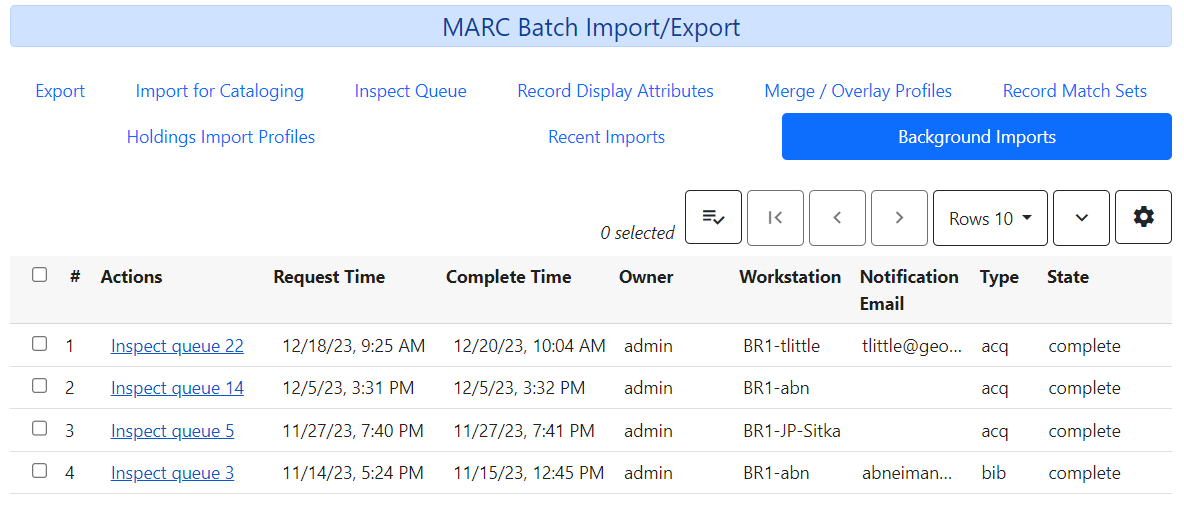 MARC Batch Import/Export
Export Import for Cataloging Inspect Queue Record Display Attributes Merge / Overlay Profiles Record Match Sets
Holdings Import Profiles Recent Imports Background Imports
0 selected Rows 10
# Actions Request Time Complete Time Owner Workstation Notification Email Type State
1 Inspect queue 22 12/18/23, 9:25 AM 12/20/23, 10:04 AM admin BR1-tlittle tlittle@geo... acq complete
2 Inspect queue 14 12/5/23, 3:31 PM 12/5/23, 3:32 PM admin BR1-abn acq complete
3 Inspect queue 5 11/27/23, 7:40 PM 11/27/23, 7:41 PM admin BR1-JP-Sitka acq complete
4 Inspect queue 3 11/14/23, 5:24 PM 11/15/23, 12:45 PM admin BR1-abn abneiman... bib complete